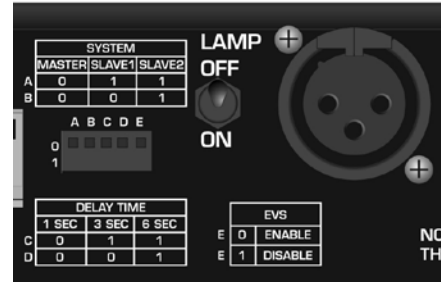 SYSTEM
MASTER SLAVE1 SLAVE2
A 0 1 1
B 0 0 1
A B C D E
0
1
LAMP
OFF
ON
DELAY TIME
1 SEC 3 SEC 6 SEC
C 0 1 1
D 0 0 1
EVS
E 0 ENABLE
E 1 DISABLE
NO
TH